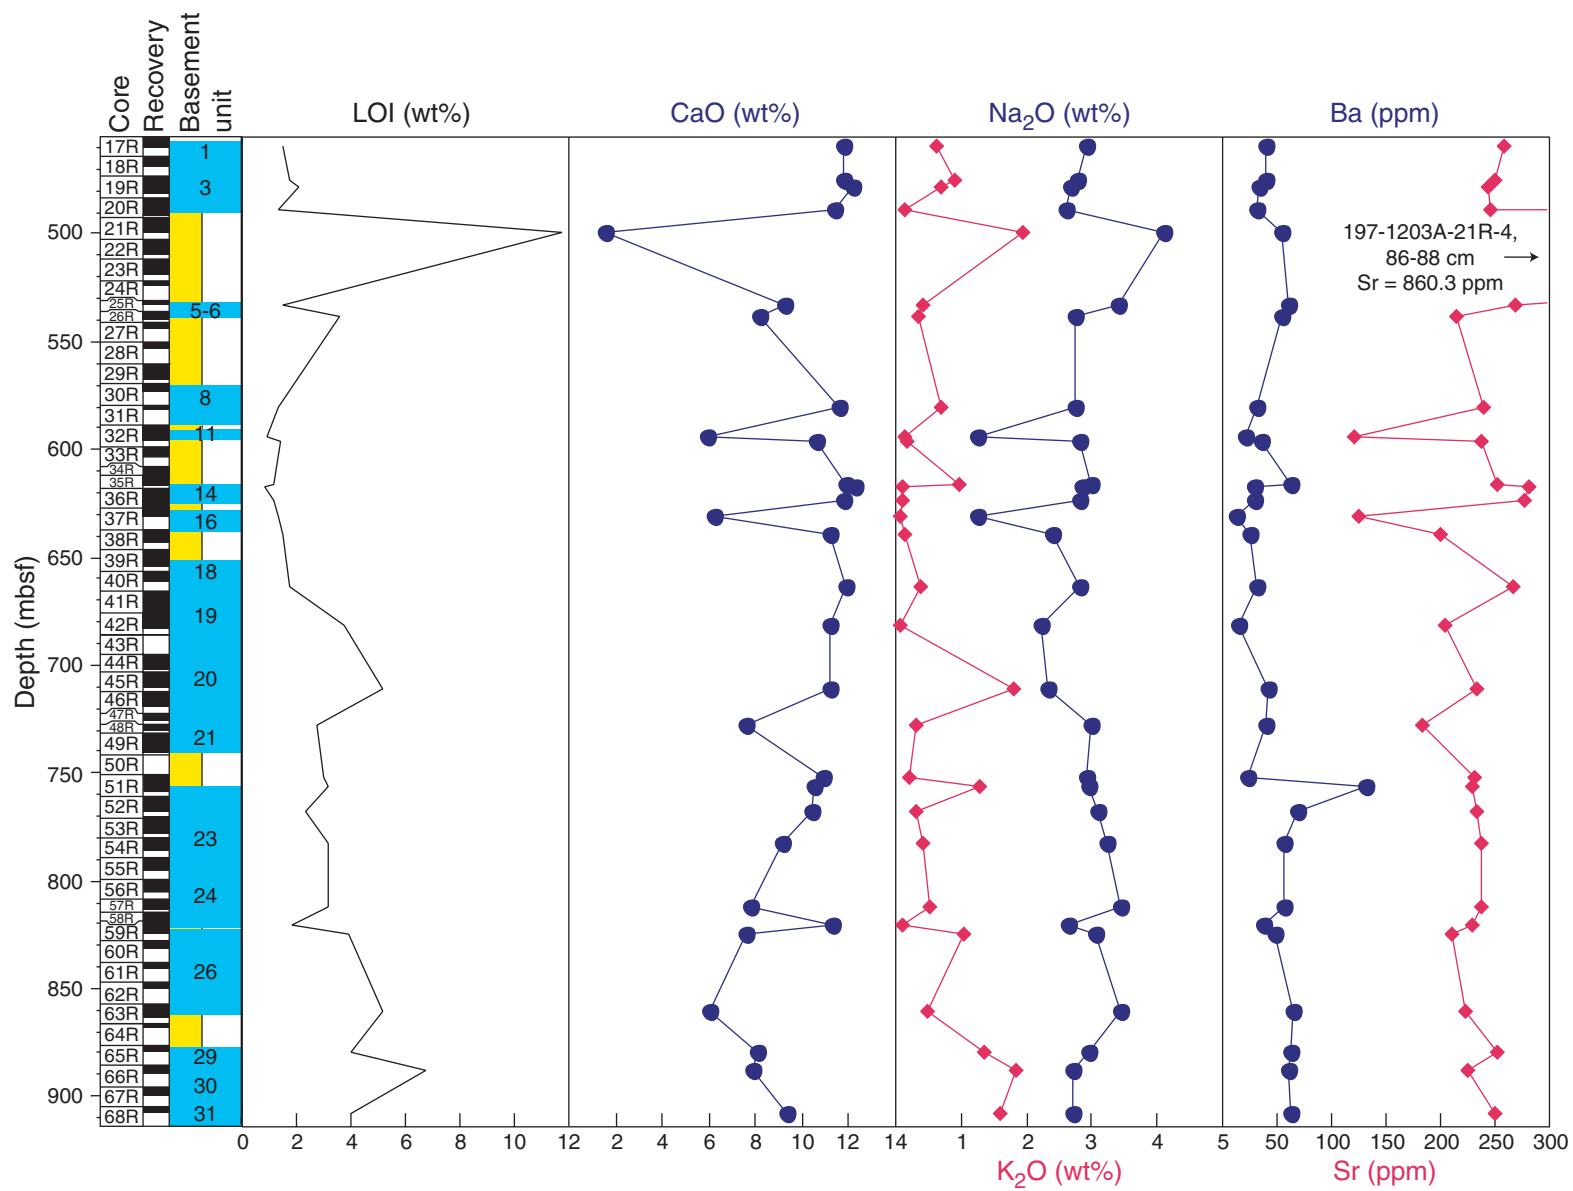 Core
Recovery
Basement
unit
LOI (wt%)
CaO (wt%)
Na2O (wt%)
Ba (ppm)
Depth (mbsf)
500
550
600
650
700
750
800
850
900
17R
18R
19R
20R
21R
22R
23R
24R
25R
26R
27R
28R
29R
30R
31R
32R
33R
34R
35R
36R
37R
38R
39R
40R
41R
42R
43R
44R
45R
46R
47R
48R
49R
50R
51R
52R
53R
54R
55R
56R
57R
58R
59R
60R
61R
62R
63R
64R
65R
66R
67R
68R
1
3
5-6
8
11
14
16
18
19
20
21
23
24
26
29
30
31
197-1203A-21R-4,
86-88 cm
Sr = 860.3 ppm
0 2 4 6 8 10 12 2 4 6 8 10 12 14 1 2 3 4 5 50 100 150 200 250 300
K2O (wt%)
Sr (ppm)